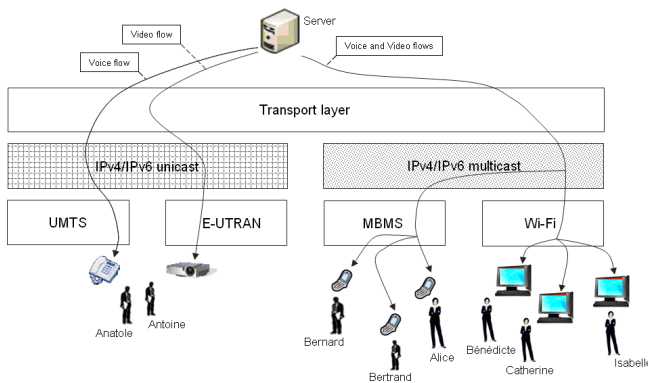 Server
Video flow
Voice and Video flows
Voice flow
Transport layer
IPv4/IPv6 unicast
IPv4/IPv6 multicast
UMTS
E-UTRAN
MBMS
Wi-Fi
Anatole
Antoine
Bernard
Bertrand
Alice
Bénédicte
Catherine
Isabelle